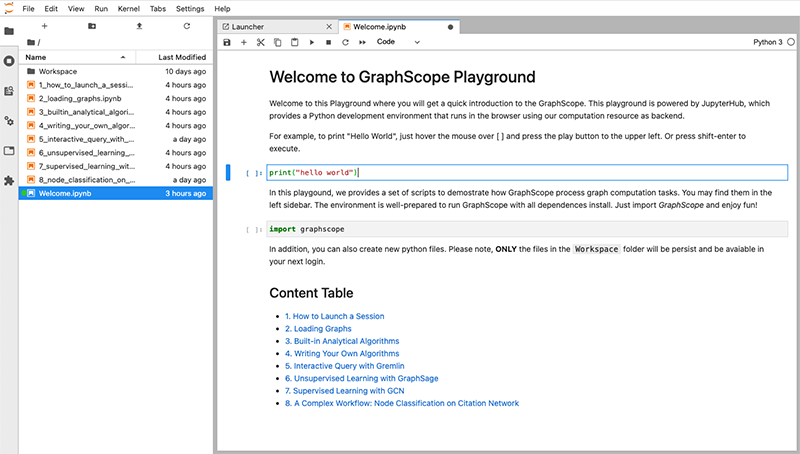 File Edit View Run Kernel Tabs Settings Help
Launcher
Welcome.ipynb
Code
Python 3
/
Name Last Modified
Workspace 10 days ago
1_how_to_launch_a_sessi... 4 hours ago
2_loading_graphs.ipynb 4 hours ago
3_builtin_analytical_algor... 4 hours ago
4_writing_your_own_algor... 4 hours ago
5_interactive_query_with_... a day ago
6_unsupervised_learning_... 4 hours ago
7_supervised_learning_wit... 4 hours ago
8_node_classification_on_... a day ago
Welcome.ipynb 3 hours ago
Welcome to GraphScope Playground
Welcome to this Playground where you will get a quick introduction to the GraphScope. This playground is powered by JupyterHub, which
provides a Python development environment that runs in the browser using our computation resource as backend.
For example, to print "Hello World", just hover the mouse over [ ] and press the play button to the upper left. Or press shift-enter to
execute.
[ ]: print("hello world")
In this playgound, we provides a set of scripts to demostrate how GraphScope process graph computation tasks. You may find them in the
left sidebar. The environment is well-prepared to run GraphScope with all dependences install. Just import GraphScope and enjoy fun!
[ ]: import graphscope
In addition, you can also create new python files. Please note, ONLY the files in the Workspace folder will be persist and be avaiable in
your next login.
Content Table
1. How to Launch a Session
2. Loading Graphs
3. Built-in Analytical Algorithms
4. Writing Your Own Algorithms
5. Interactive Query with Gremlin
6. Unsupervised Learning with GraphSage
7. Supervised Learning with GCN
8. A Complex Workflow: Node Classification on Citation Network